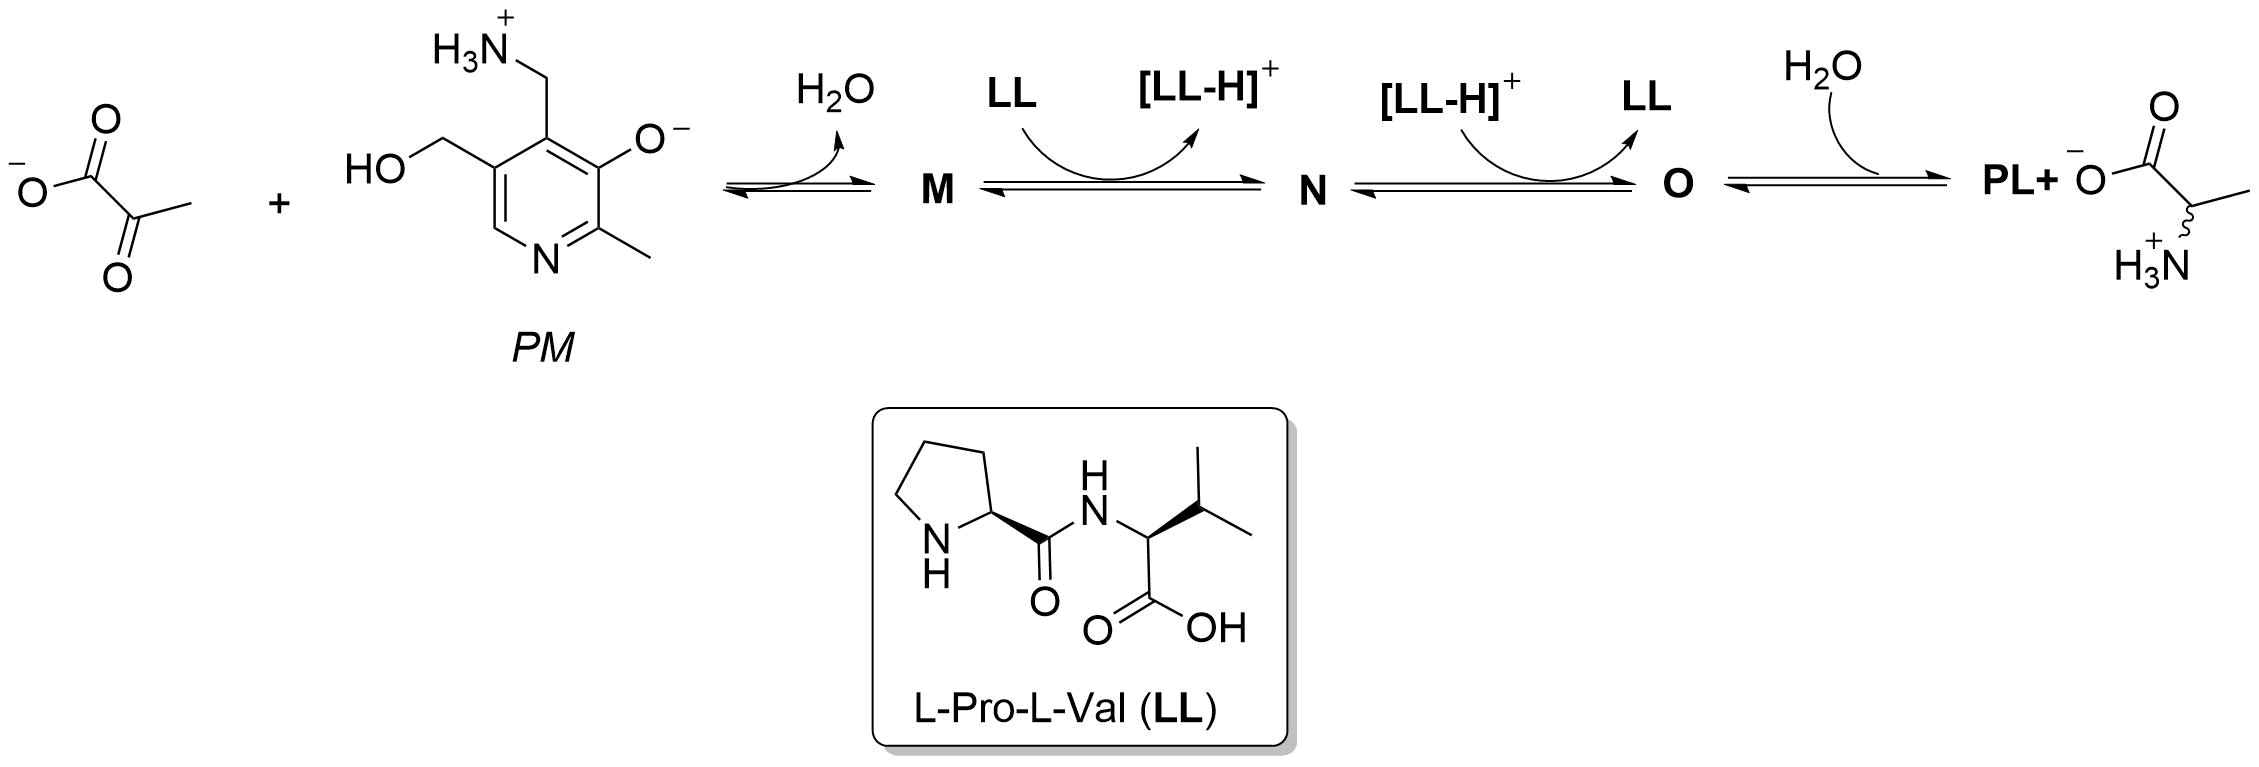 O
−
O
O
+
H3N+
HO
O−
N
PM
H2O
M
LL
[LL-H]+
N
[LL-H]+
LL
O
H2O
PL+
−
O
O
H3N+
H
N
N
H
O
O
OH
L-Pro-L-Val (LL)